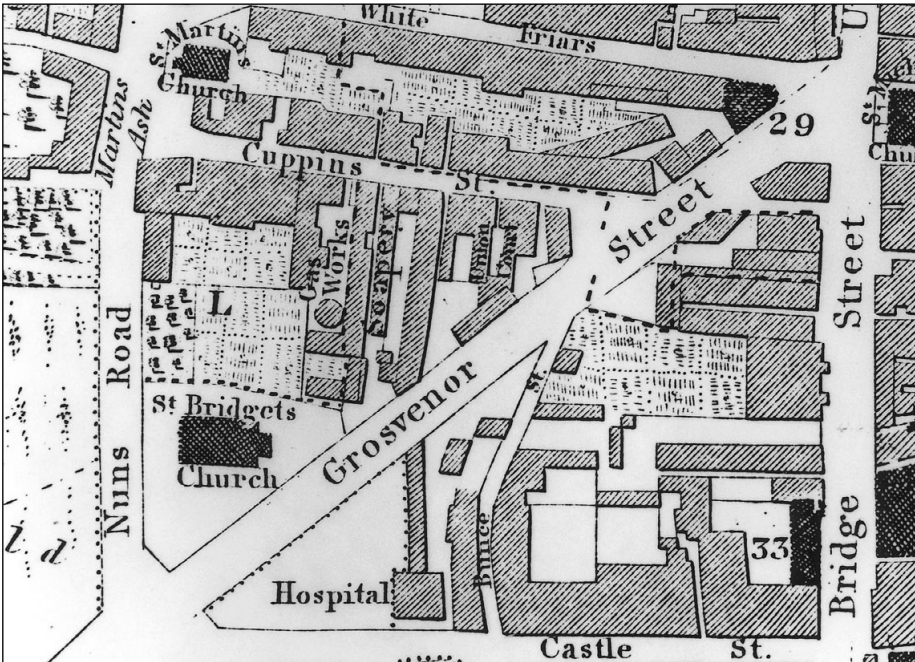 White Friars
St Martins
Church
Martins Ash
29
Cuppins St.
Street
Gas Works
Soapery
Union Court
L
Nuns Road
St Bridgets
Church
Grosvenor
St.
Bunce
Hospital
33
Bridge Street
Castle St.
l d
U